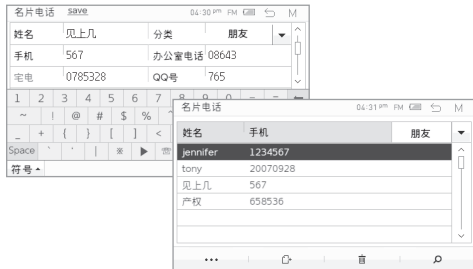 名片电话 save 04:30 pm FM M
姓名 见上几 分类 朋友
手机 567 办公室电话 08643
宅电 0785328 QQ号 765
1 2 3 4 5 6 7 8 9 0 - =
~ ! @ # $ %
_ + { } [ ] <
Space ` ' |
符号
名片电话 04:31 pm FM M
姓名 手机 朋友
jennifer 1234567
tony 20070928
见上几 567
产权 658536